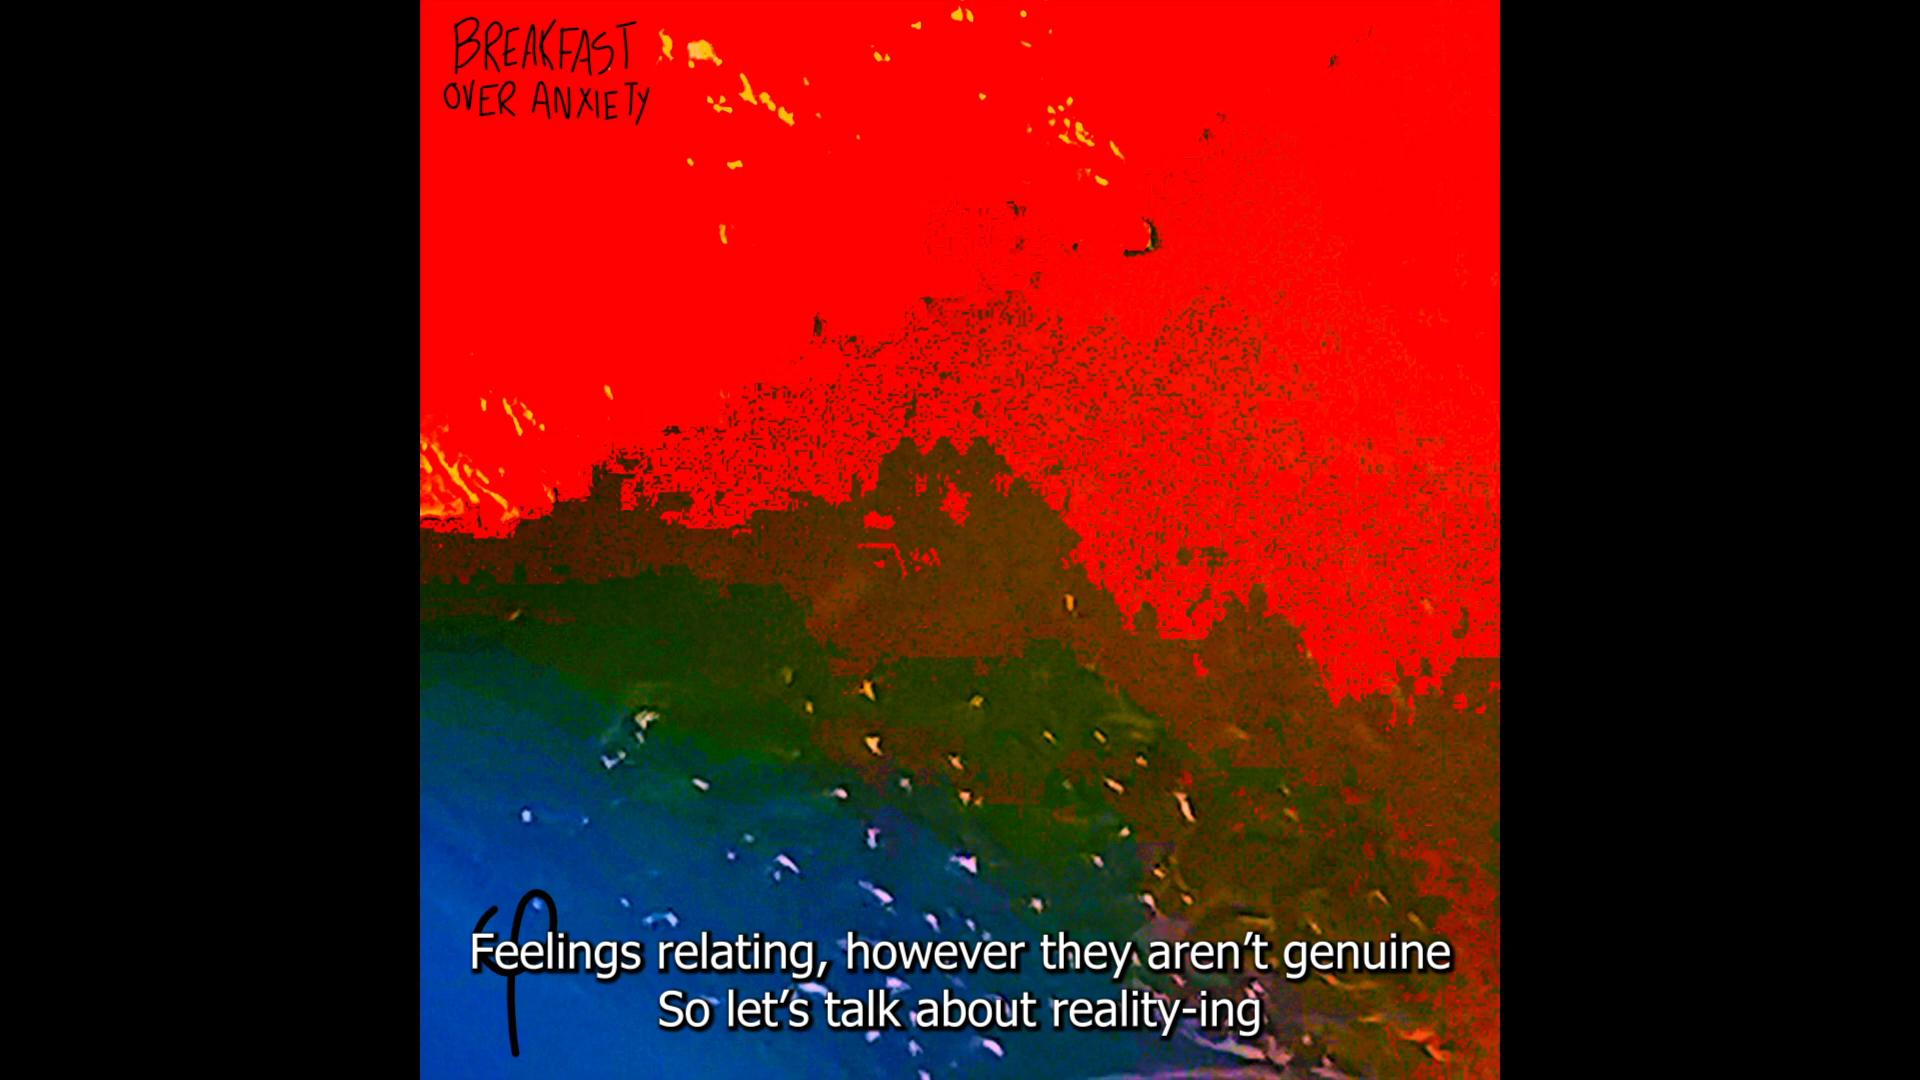 BREAKFAST
OVER ANXIETY
Feelings relating, however they aren’t genuine
So let’s talk about reality-ing